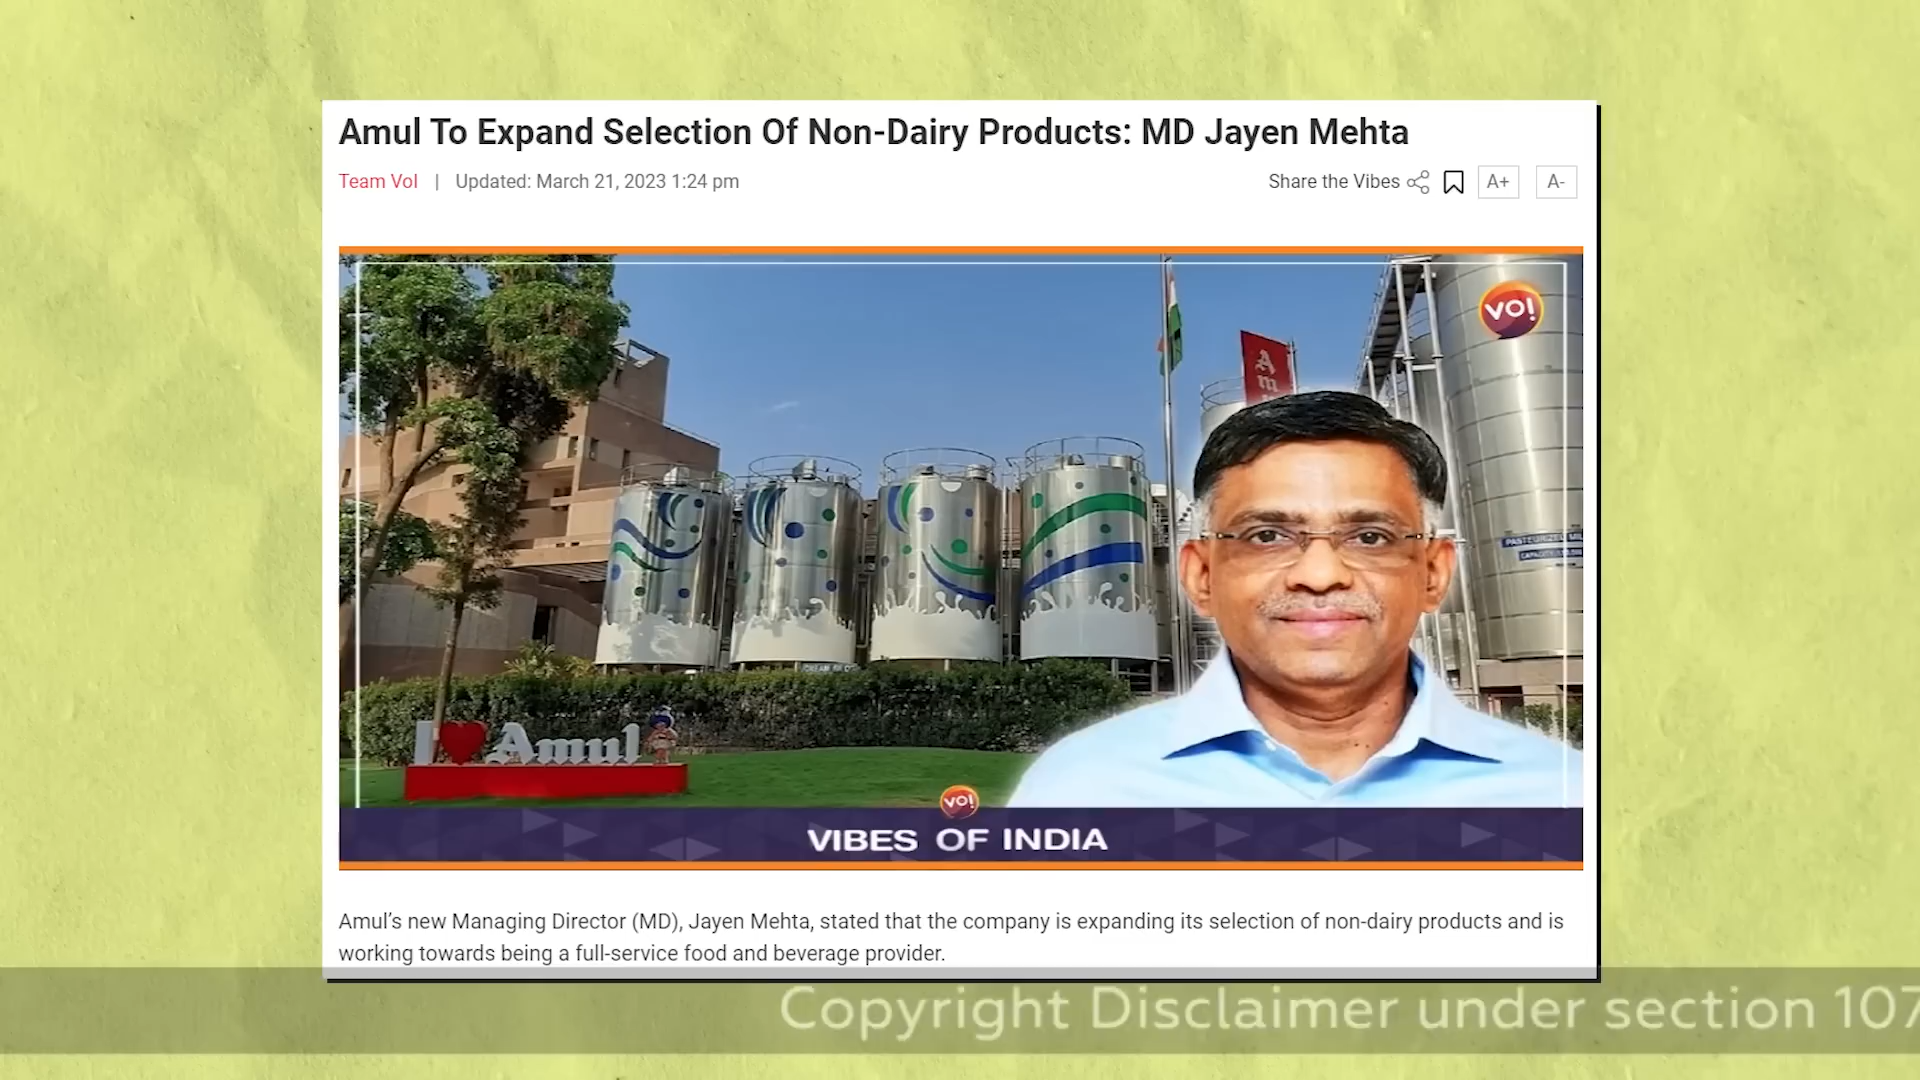 Amul To Expand Selection Of Non-Dairy Products: MD Jayen Mehta
Team VoI | Updated: March 21, 2023 1:24 pm
Share the Vibes A+ A-
VO!
Am
PASTEURIZED MIL
I Amul
VO!
VIBES OF INDIA
Amul’s new Managing Director (MD), Jayen Mehta, stated that the company is expanding its selection of non-dairy products and is
working towards being a full-service food and beverage provider.
Copyright Disclaimer under section 107